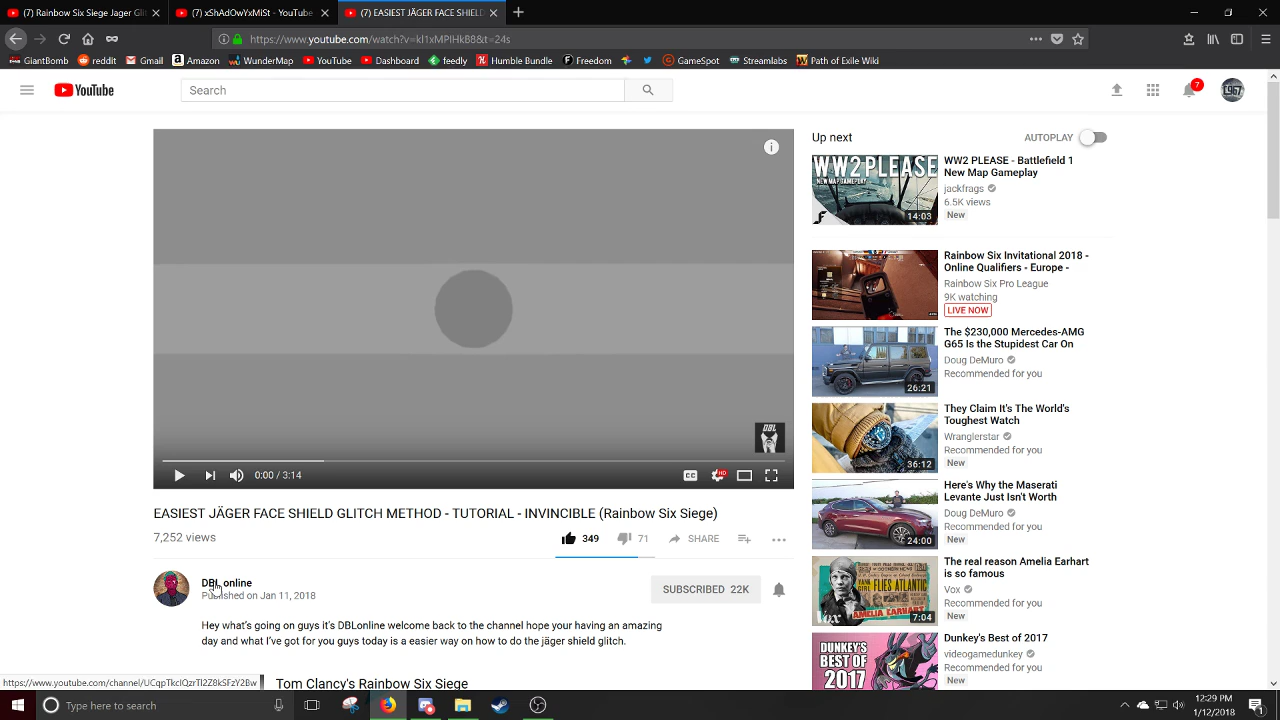 (7) Rainbow Six Siege Jager Gli
(7) xShAdOwYxMiSt - YouTube
(7) EASIEST JÄGER FACE SHIELD
https://www.youtube.com/watch?v=kI1xMPIHkB8&t=24s
GiantBomb
reddit
Gmail
Amazon
WunderMap
YouTube
Dashboard
feedly
Humble Bundle
Freedom
GameSpot
Streamlabs
Path of Exile Wiki
YouTube
Search
7
L967
Up next
AUTOPLAY
WW2 PLEASE
NEW MAP GAMEPLAY
14:03
WW2 PLEASE - Battlefield 1
New Map Gameplay
jackfrags
6.5K views
New
Rainbow Six Invitational 2018 -
Online Qualifiers - Europe -
Rainbow Six Pro League
9K watching
LIVE NOW
The $230,000 Mercedes-AMG
G65 Is the Stupidest Car On
Doug DeMuro
Recommended for you
26:21
They Claim It's The World's
Toughest Watch
Wranglerstar
Recommended for you
New
36:12
Here's Why the Maserati
Levante Just Isn't Worth
Doug DeMuro
Recommended for you
New
24:00
The real reason Amelia Earhart
is so famous
Vox
Recommended for you
New
FLIES ATLANTIC
7:04
Dunkey's Best of 2017
videogamedunkey
Recommended for you
New
DUNKEY'S
BEST OF
2017
DBL
0:00 / 3:14
CC
HD
EASIEST JÄGER FACE SHIELD GLITCH METHOD - TUTORIAL - INVINCIBLE (Rainbow Six Siege)
7,252 views
349
71
SHARE
DBLonline
Published on Jan 11, 2018
SUBSCRIBED 22K
Hey what's going on guys it's DBLonline welcome back to the channel hope your having an amazing
day and what I've got for you guys today is a easier way on how to do the jäger shield glitch.
Tom Clancy's Rainbow Six Siege
https://www.youtube.com/channel/UCqpTkclQzrTl2Z8kSFzY2Bw
Type here to search
12:29 PM
1/12/2018
1